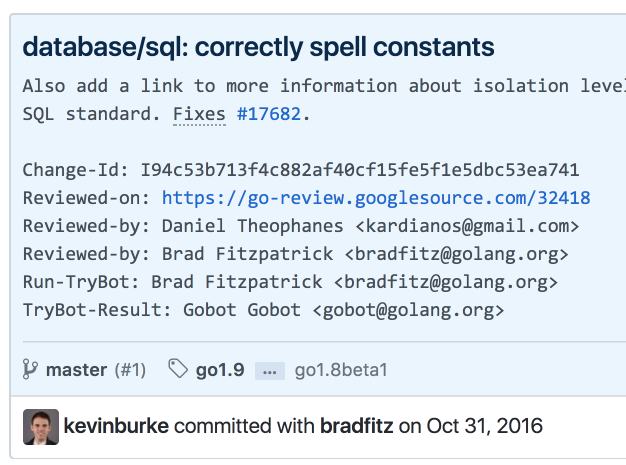 database/sql: correctly spell constants
Also add a link to more information about isolation
SQL standard. Fixes #17682.
Change-Id: I94c53b713f4c882af40cf15fe5f1e5dbc53ea741
Reviewed-on: https://go-review.googlesource.com/32418
Reviewed-by: Daniel Theophanes <kardianos@gmail.com>
Reviewed-by: Brad Fitzpatrick <bradfitz@golang.org>
Run-TryBot: Brad Fitzpatrick <bradfitz@golang.org>
TryBot-Result: Gobot Gobot <gobot@golang.org>
master (#1) go1.9 ... go1.8beta1
kevinburke committed with bradfitz on Oct 31, 2016